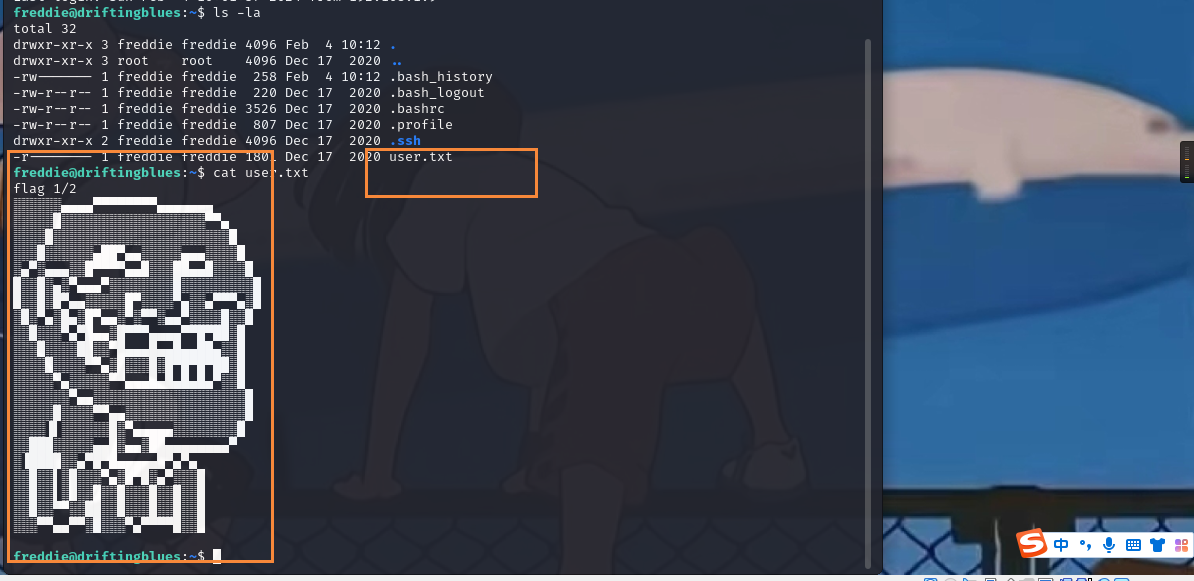 freddie@driftingblues:~$ ls -la
total 32
drwxr-xr-x 3 freddie freddie 4096 Feb  4 10:12 .
drwxr-xr-x 3 root    root    4096 Dec 17  2020 ..
-rw------- 1 freddie freddie  258 Feb  4 10:12 .bash_history
-rw-r--r-- 1 freddie freddie  220 Dec 17  2020 .bash_logout
-rw-r--r-- 1 freddie freddie 3526 Dec 17  2020 .bashrc
-rw-r--r-- 1 freddie freddie  807 Dec 17  2020 .profile
drwxr-xr-x 2 freddie freddie 4096 Dec 17  2020 .ssh
-r-------- 1 freddie freddie 1801 Dec 17  2020 user.txt
freddie@driftingblues:~$ cat user.txt
flag 1/2
freddie@driftingblues:~$
中